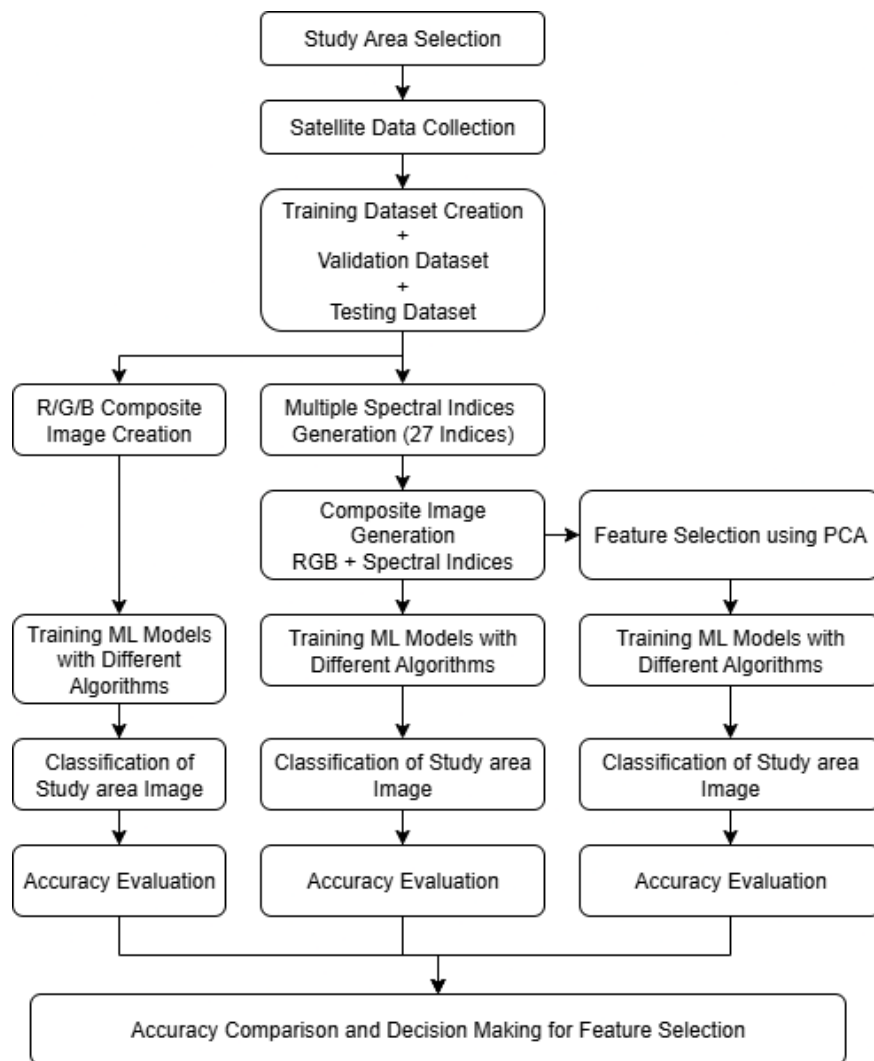 Study Area Selection
Satellite Data Collection
Training Dataset Creation
+
Validation Dataset
+
Testing Dataset
R/G/B Composite
Image Creation
Multiple Spectral Indices
Generation (27 Indices)
Composite Image
Generation
RGB + Spectral Indices
Feature Selection using PCA
Training ML Models
with Different
Algorithms
Training ML Models with
Different Algorithms
Training ML Models with
Different Algorithms
Classification of
Study area Image
Classification of Study area
Image
Classification of Study area
Image
Accuracy Evaluation
Accuracy Evaluation
Accuracy Evaluation
Accuracy Comparison and Decision Making for Feature Selection